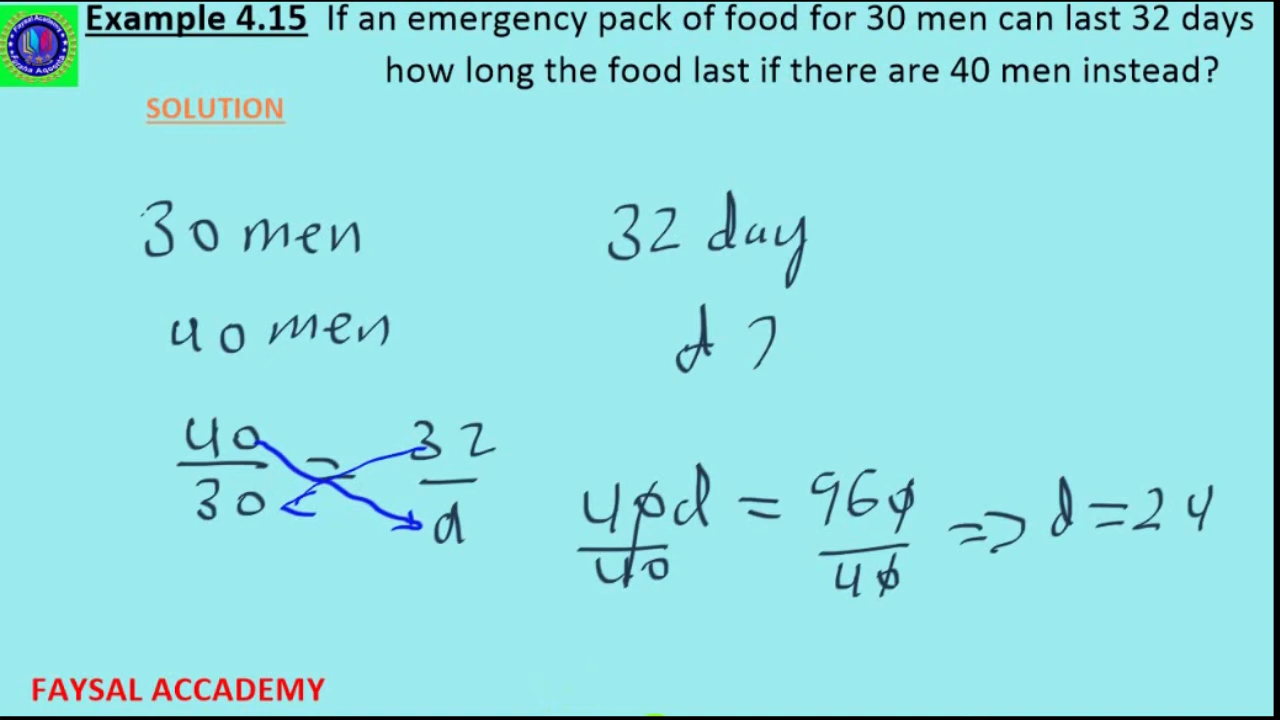 Example 4.15 If an emergency pack of food for 30 men can last 32 days
how long the food last if there are 40 men instead?
SOLUTION
30 men 32 day
40 men d ?
40/30 = 32/d
40d/40 = 960/40 => d = 24
FAYSAL ACCADEMY